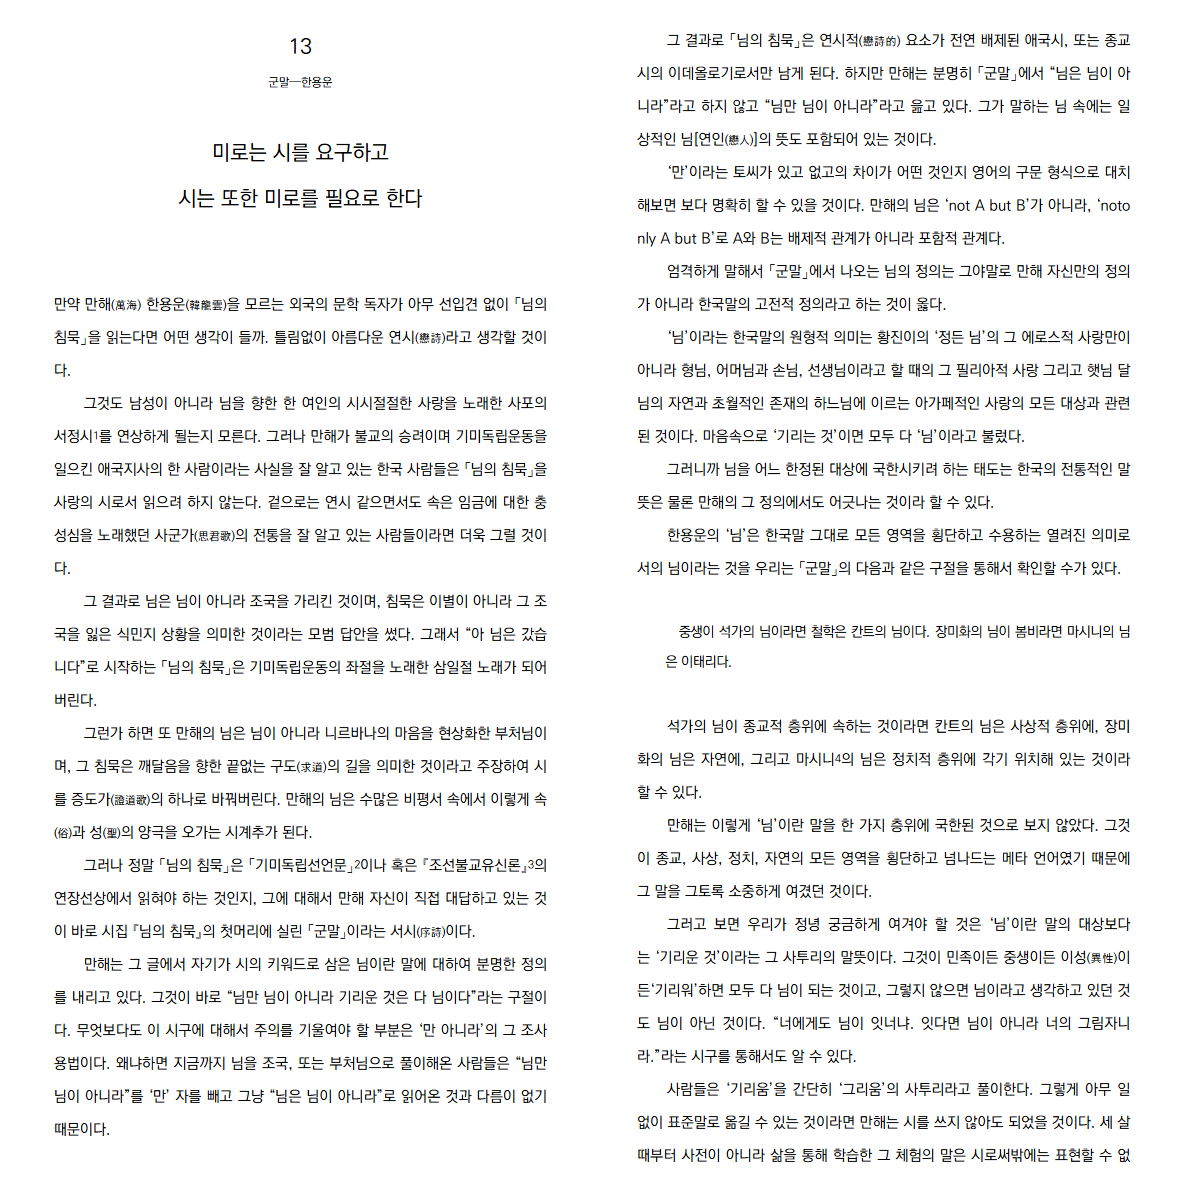 13
군말─한용운
미로는 시를 요구하고
시는 또한 미로를 필요로 한다
만약 만해(萬海) 한용운(韓龍雲)을 모르는 외국의 문학 독자가 아무 선입견 없이 「님의
침묵」을 읽는다면 어떤 생각이 들까. 틀림없이 아름다운 연시(戀詩)라고 생각할 것이
다.
그것도 남성이 아니라 님을 향한 한 여인의 시시절절한 사랑을 노래한 사포의
서정시1를 연상하게 될는지 모른다. 그러나 만해가 불교의 승려이며 기미독립운동을
일으킨 애국지사의 한 사람이라는 사실을 잘 알고 있는 한국 사람들은 「님의 침묵」을
사랑의 시로서 읽으려 하지 않는다. 겉으로는 연시 같으면서도 속은 임금에 대한 충
성심을 노래했던 사군가(思君歌)의 전통을 잘 알고 있는 사람들이라면 더욱 그럴 것이
다.
그 결과로 님은 님이 아니라 조국을 가리킨 것이며, 침묵은 이별이 아니라 그 조
국을 잃은 식민지 상황을 의미한 것이라는 모범 답안을 썼다. 그래서 “아 님은 갔습
니다”로 시작하는 「님의 침묵」은 기미독립운동의 좌절을 노래한 삼일절 노래가 되어
버린다.
그런가 하면 또 만해의 님은 님이 아니라 니르바나의 마음을 현상화한 부처님이
며, 그 침묵은 깨달음을 향한 끝없는 구도(求道)의 길을 의미한 것이라고 주장하여 시
를 증도가(證道歌)의 하나로 바꿔버린다. 만해의 님은 수많은 비평서 속에서 이렇게 속
(俗)과 성(聖)의 양극을 오가는 시계추가 된다.
그러나 정말 「님의 침묵」은 「기미독립선언문」2이나 혹은 『조선불교유신론』3의
연장선상에서 읽혀야 하는 것인지, 그에 대해서 만해 자신이 직접 대답하고 있는 것
이 바로 시집 『님의 침묵』의 첫머리에 실린 「군말」이라는 서시(序詩)이다.
만해는 그 글에서 자기가 시의 키워드로 삼은 님이란 말에 대하여 분명한 정의
를 내리고 있다. 그것이 바로 “님만 님이 아니라 기리운 것은 다 님이다”라는 구절이
다. 무엇보다도 이 시구에 대해서 주의를 기울여야 할 부분은 ‘만 아니라’의 그 조사
용법이다. 왜냐하면 지금까지 님을 조국, 또는 부처님으로 풀이해온 사람들은 “님만
님이 아니라”를 ‘만’ 자를 빼고 그냥 “님은 님이 아니라”로 읽어온 것과 다름이 없기
때문이다.
그 결과로 「님의 침묵」은 연시적(戀詩的) 요소가 전연 배제된 애국시, 또는 종교
시의 이데올로기로서만 남게 된다. 하지만 만해는 분명히 「군말」에서 “님은 님이 아
니라”라고 하지 않고 “님만 님이 아니라”라고 읊고 있다. 그가 말하는 님 속에는 일
상적인 님[연인(戀人)]의 뜻도 포함되어 있는 것이다.
‘만’이라는 토씨가 있고 없고의 차이가 어떤 것인지 영어의 구문 형식으로 대치
해보면 보다 명확히 할 수 있을 것이다. 만해의 님은 ‘not A but B’가 아니라, ‘noto
nly A but B’로 A와 B는 배제적 관계가 아니라 포함적 관계다.
엄격하게 말해서 「군말」에서 나오는 님의 정의는 그야말로 만해 자신만의 정의
가 아니라 한국말의 고전적 정의라고 하는 것이 옳다.
‘님’이라는 한국말의 원형적 의미는 황진이의 ‘정든 님’의 그 에로스적 사랑만이
아니라 형님, 어머님과 손님, 선생님이라고 할 때의 그 필리아적 사랑 그리고 햇님 달
님의 자연과 초월적인 존재의 하느님에 이르는 아가페적인 사랑의 모든 대상과 관련
된 것이다. 마음속으로 ‘기리는 것’이면 모두 다 ‘님’이라고 불렀다.
그러니까 님을 어느 한정된 대상에 국한시키려 하는 태도는 한국의 전통적인 말
뜻은 물론 만해의 그 정의에서도 어긋나는 것이라 할 수 있다.
한용운의 ‘님’은 한국말 그대로 모든 영역을 횡단하고 수용하는 열려진 의미로
서의 님이라는 것을 우리는 「군말」의 다음과 같은 구절을 통해서 확인할 수가 있다.
중생이 석가의 님이라면 철학은 칸트의 님이다. 장미화의 님이 봄비라면 마시니의 님
은 이태리다.
석가의 님이 종교적 층위에 속하는 것이라면 칸트의 님은 사상적 층위에, 장미
화의 님은 자연에, 그리고 마시니4의 님은 정치적 층위에 각기 위치해 있는 것이라
할 수 있다.
만해는 이렇게 ‘님’이란 말을 한 가지 층위에 국한된 것으로 보지 않았다. 그것
이 종교, 사상, 정치, 자연의 모든 영역을 횡단하고 넘나드는 메타 언어였기 때문에
그 말을 그토록 소중하게 여겼던 것이다.
그러고 보면 우리가 정녕 궁금하게 여겨야 할 것은 ‘님’이란 말의 대상보다
는 ‘기리운 것’이라는 그 사투리의 말뜻이다. 그것이 민족이든 중생이든 이성(異性)이
든‘기리워’하면 모두 다 님이 되는 것이고, 그렇지 않으면 님이라고 생각하고 있던 것
도 님이 아닌 것이다. “너에게도 님이 잇너냐. 잇다면 님이 아니라 너의 그림자니
라.”라는 시구를 통해서도 알 수 있다.
사람들은 ‘기리움’을 간단히 ‘그리움’의 사투리라고 풀이한다. 그렇게 아무 일
없이 표준말로 옮길 수 있는 것이라면 만해는 시를 쓰지 않아도 되었을 것이다. 세 살
때부터 사전이 아니라 삶을 통해 학습한 그 체험의 말은 시로써밖에는 표현할 수 없